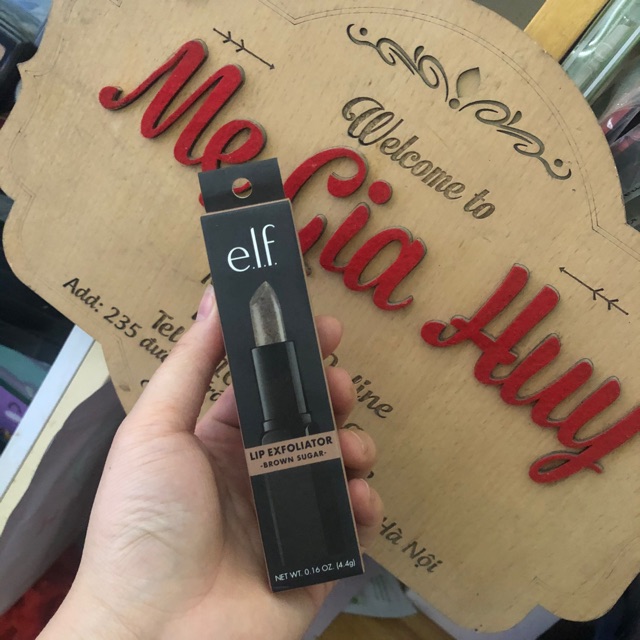 Welcome to
Mẹ Gia Huy
Add: 235
Tel
Hà Nội
e.l.f.
LIP EXFOLIATOR
-BROWN SUGAR-
NET WT. 0.16 OZ. (4.4g)